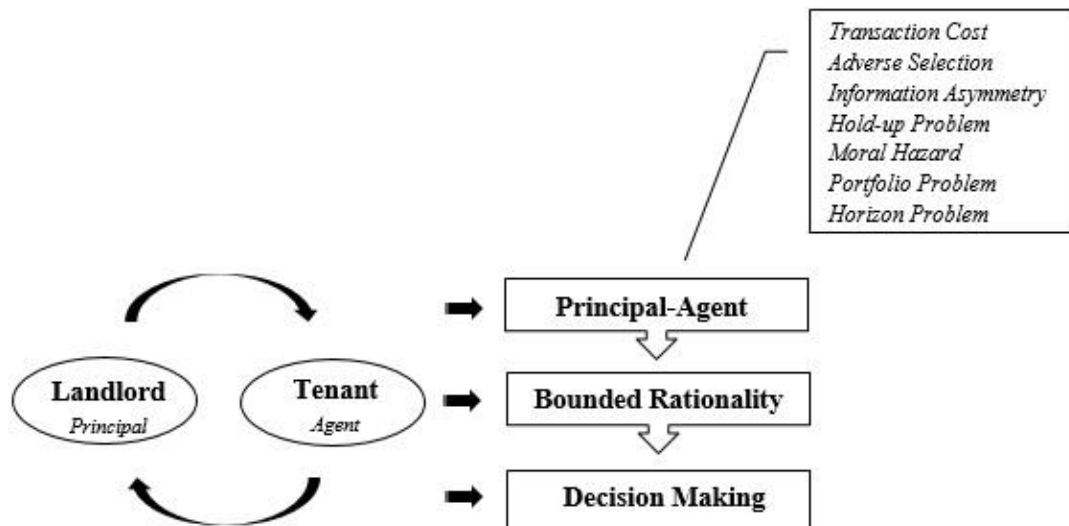 Transaction Cost
Adverse Selection
Information Asymmetry
Hold-up Problem
Moral Hazard
Portfolio Problem
Horizon Problem
Principal-Agent
Landlord
Principal
Tenant
Agent
Bounded Rationality
Decision Making